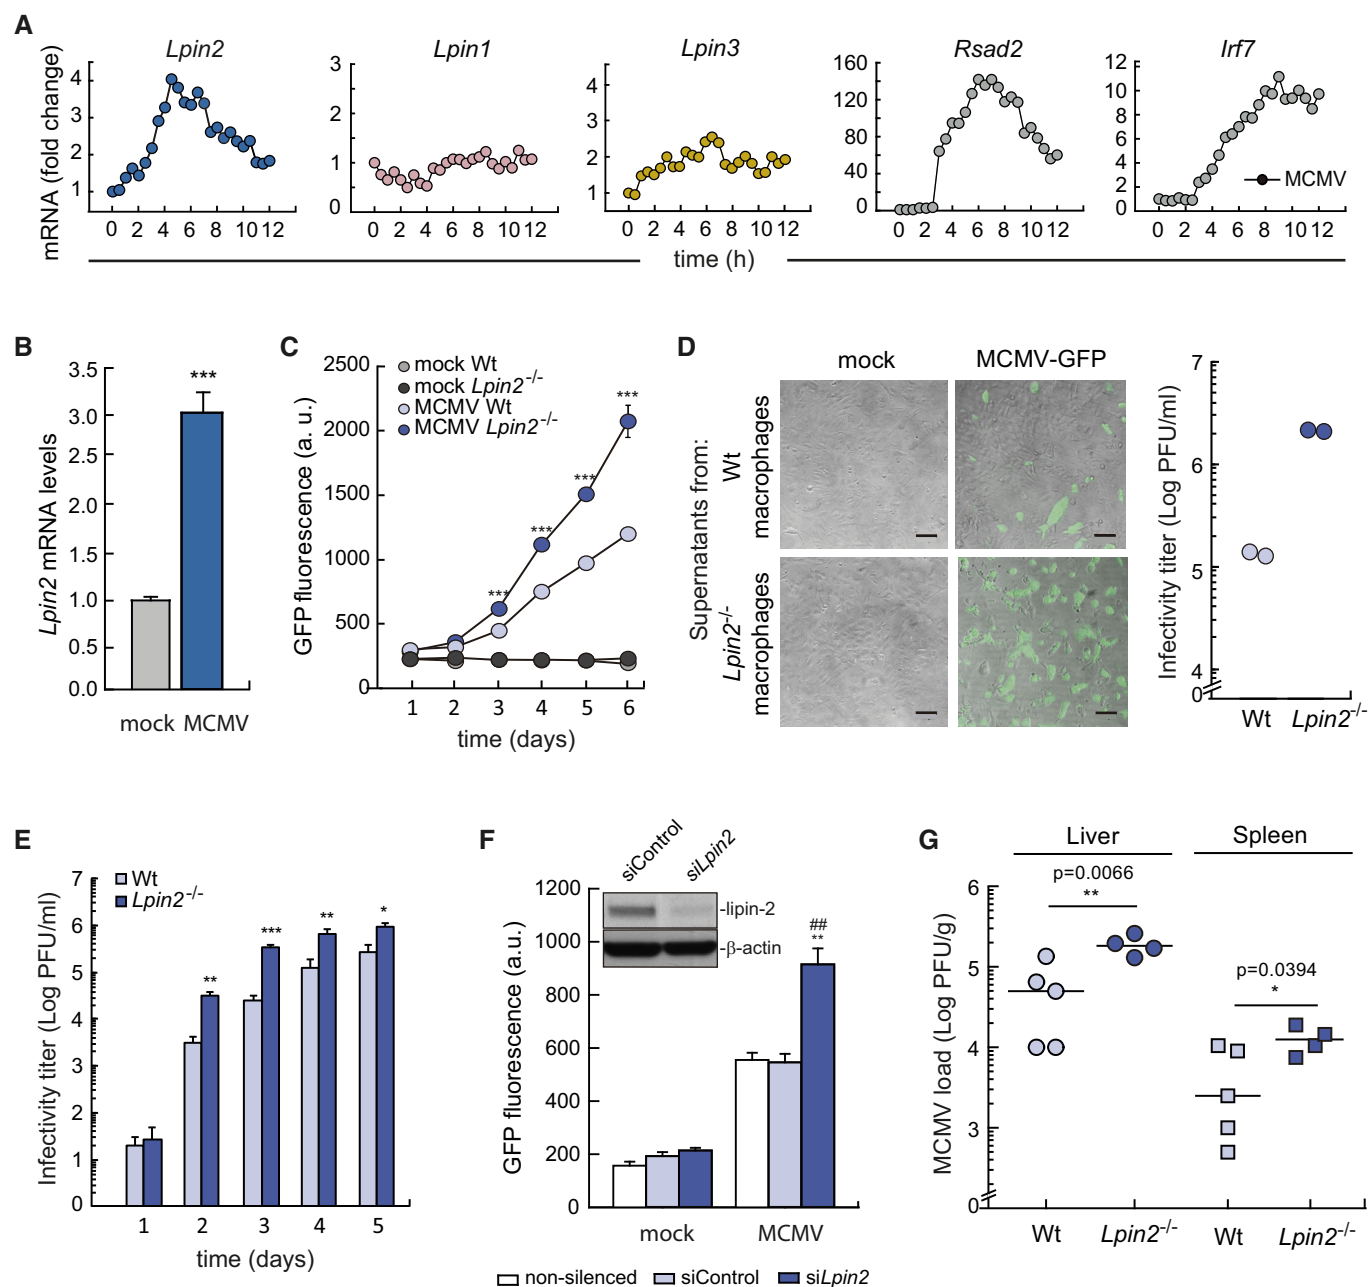 A
Lpin2 Lpin1 Lpin3 Rsad2 Irf7
mRNA (fold change)
4 3 2 1
3 2 1 0
4 3 2 1
160 120 80 40 0
12 10 8 6 4 2 0
MCMV
0 2 4 6 8 10 12
0 2 4 6 8 10 12
0 2 4 6 8 10 12
0 2 4 6 8 10 12
0 2 4 6 8 10 12
time (h)
B
Lpin2 mRNA levels
3.5
3.0
2.5
2.0
1.5
1.0
0.5
0.0
***
mock MCMV
C
GFP fluorescence (a. u.)
2500
2000
1500
1000
500
0
mock Wt
mock Lpin2-/-
MCMV Wt
MCMV Lpin2-/-
*** *** *** ***
1 2 3 4 5 6
time (days)
D
mock MCMV-GFP
Supernatants from:
Wt macrophages
Lpin2-/- macrophages
Infectivity titer (Log PFU/ml)
7
6
5
4
0
Wt Lpin2-/-
E
Infectivity titer (Log PFU/ml)
7
6
5
4
3
2
1
0
Wt
Lpin2-/-
** *** ** *
1 2 3 4 5
time (days)
F
siControl siLpin2
-lipin-2
-β-actin
GFP fluorescence (a.u.)
1200
1000
800
600
400
200
0
##
**
mock MCMV
non-silenced siControl siLpin2
G
Liver Spleen
p=0.0066
**
p=0.0394
*
MCMV load (Log PFU/g)
6
5
4
3
0
Wt Lpin2-/- Wt Lpin2-/-